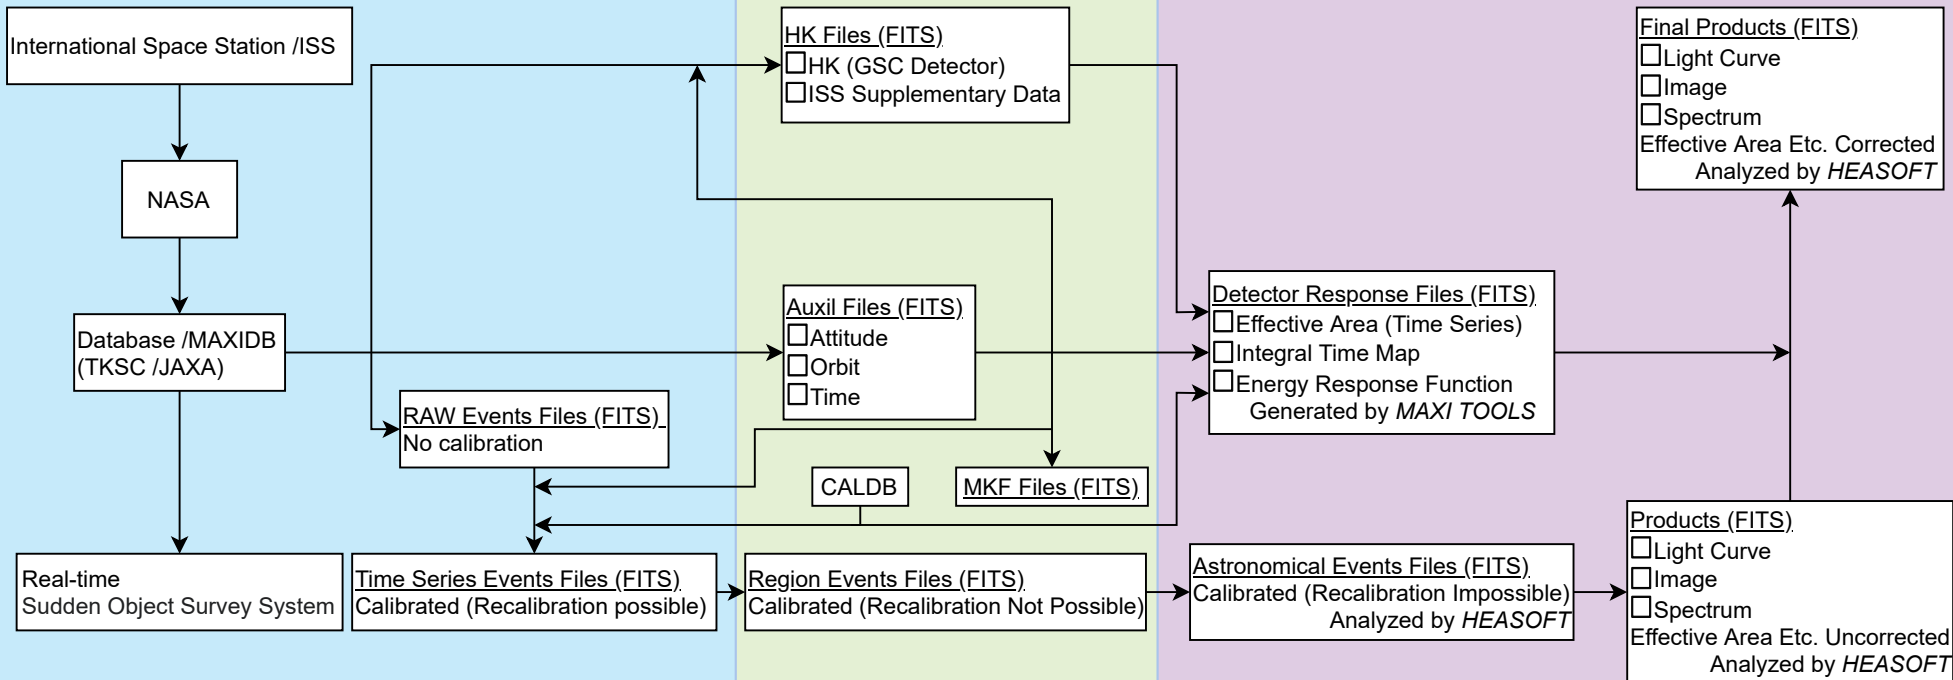 International Space Station /ISS
NASA
Database /MAXIDB
(TKSC /JAXA)
Real-time
Sudden Object Survey System
RAW Events Files (FITS)
No calibration
Time Series Events Files (FITS)
Calibrated (Recalibration possible)
HK Files (FITS)
HK (GSC Detector)
ISS Supplementary Data
Auxil Files (FITS)
Attitude
Orbit
Time
CALDB
MKF Files (FITS)
Region Events Files (FITS)
Calibrated (Recalibration Not Possible)
Detector Response Files (FITS)
Effective Area (Time Series)
Integral Time Map
Energy Response Function
Generated by MAXI TOOLS
Astronomical Events Files (FITS)
Calibrated (Recalibration Impossible)
Analyzed by HEASOFT
Final Products (FITS)
Light Curve
Image
Spectrum
Effective Area Etc. Corrected
Analyzed by HEASOFT
Products (FITS)
Light Curve
Image
Spectrum
Effective Area Etc. Uncorrected
Analyzed by HEASOFT